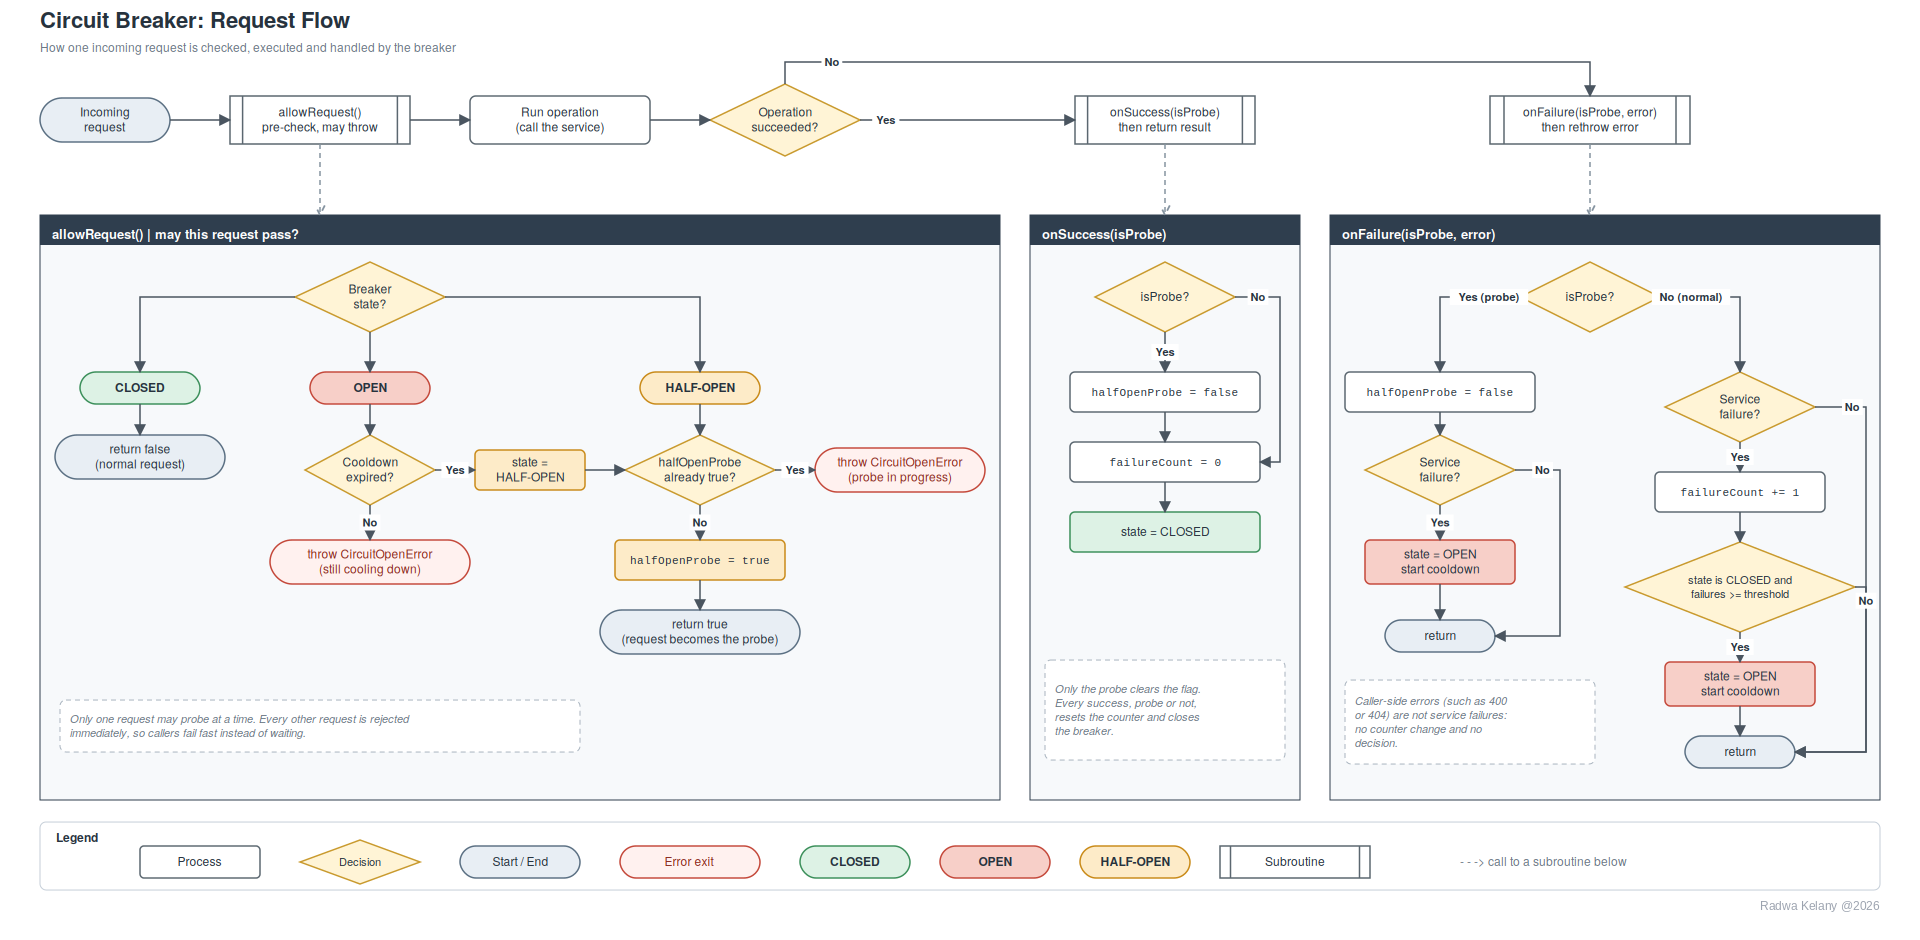 Circuit Breaker: Request Flow
How one incoming request is checked, executed and handled by the breaker
No
Incoming
request
allowRequest()
pre-check, may throw
Run operation
(call the service)
Operation
succeeded?
Yes
onSuccess(isProbe)
then return result
onFailure(isProbe, error)
then rethrow error
allowRequest() | may this request pass?
Breaker
state?
CLOSED
OPEN
HALF-OPEN
return false
(normal request)
Cooldown
expired?
Yes
state =
HALF-OPEN
halfOpenProbe
already true?
Yes
throw CircuitOpenError
(probe in progress)
No
No
throw CircuitOpenError
(still cooling down)
halfOpenProbe = true
return true
(request becomes the probe)
Only one request may probe at a time. Every other request is rejected
immediately, so callers fail fast instead of waiting.
onSuccess(isProbe)
isProbe?
No
Yes
halfOpenProbe = false
failureCount = 0
state = CLOSED
Only the probe clears the flag.
Every success, probe or not,
resets the counter and closes
the breaker.
onFailure(isProbe, error)
Yes (probe)
isProbe?
No (normal)
halfOpenProbe = false
Service
failure?
No
Yes
state = OPEN
start cooldown
return
Caller-side errors (such as 400
or 404) are not service failures:
no counter change and no
decision.
Service
failure?
No
Yes
failureCount += 1
state is CLOSED and
failures >= threshold
No
Yes
state = OPEN
start cooldown
return
Legend
Process
Decision
Start / End
Error exit
CLOSED
OPEN
HALF-OPEN
Subroutine
- - -> call to a subroutine below
Radwa Kelany @2026